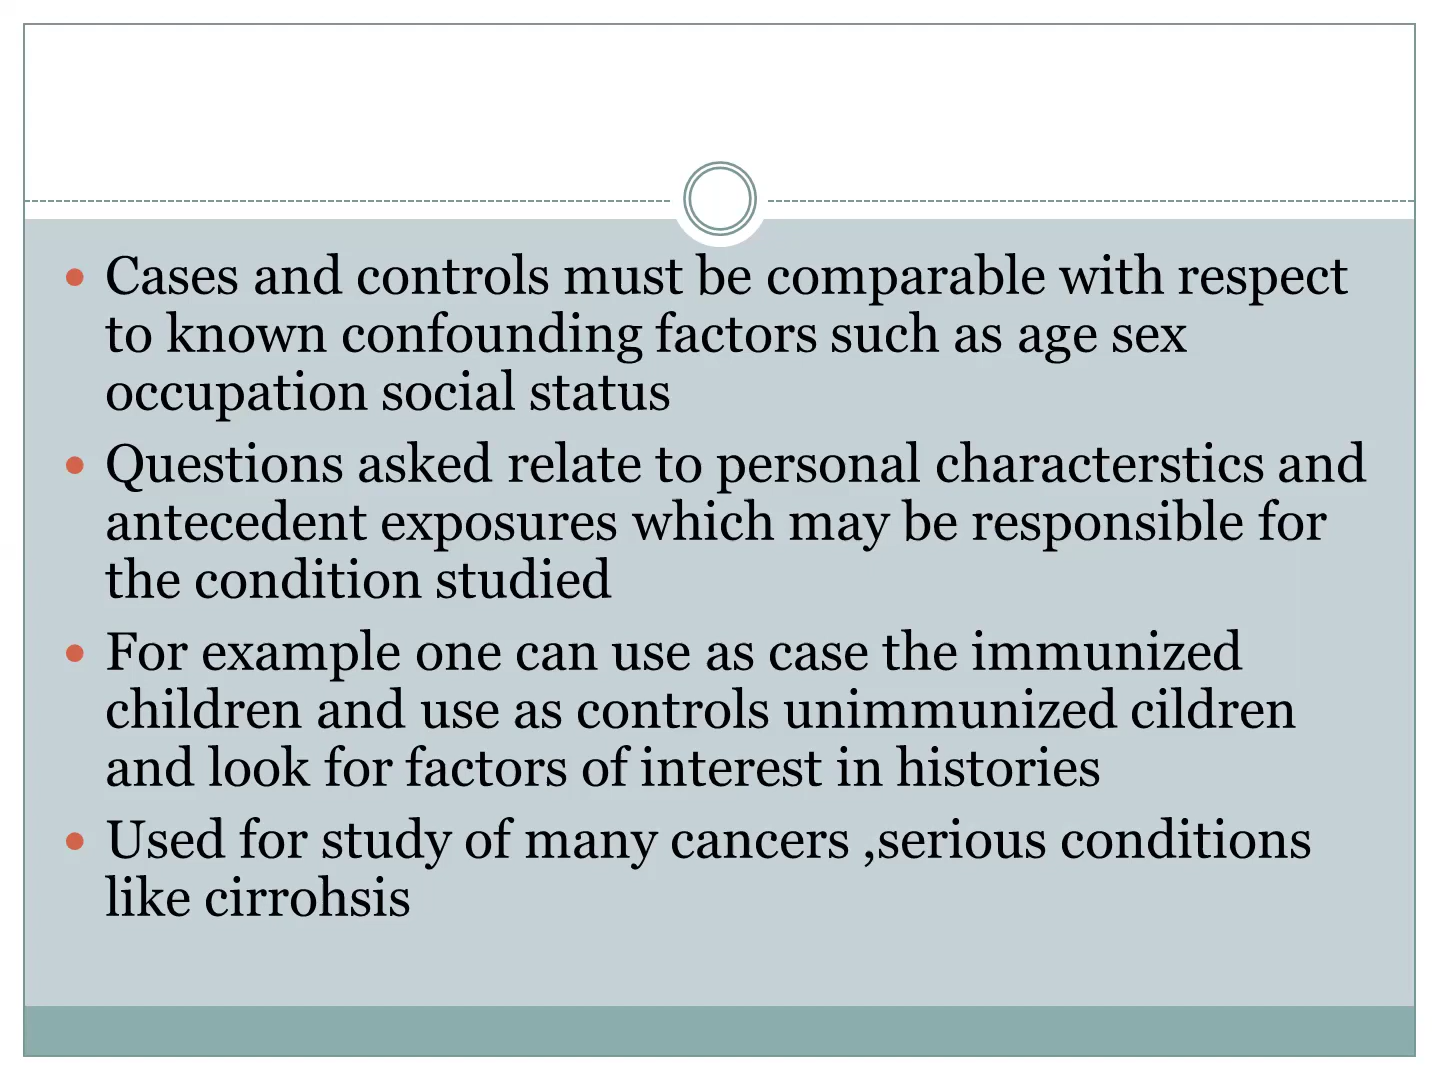 • Cases and controls must be comparable with respect
to known confounding factors such as age sex
occupation social status
• Questions asked relate to personal characterstics and
antecedent exposures which may be responsible for
the condition studied
• For example one can use as case the immunized
children and use as controls unimmunized cildren
and look for factors of interest in histories
• Used for study of many cancers ,serious conditions
like cirrohsis